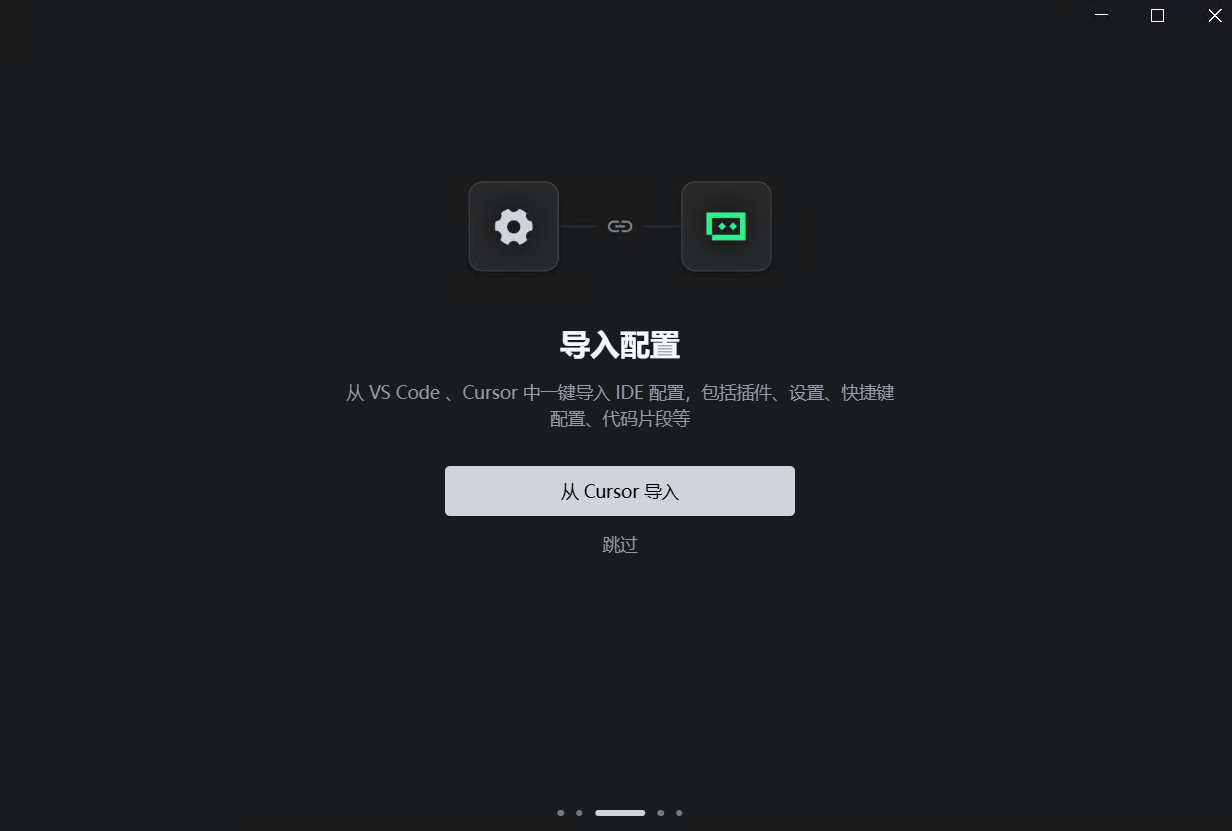 导入配置
从 VS Code 、Cursor 中一键导入 IDE 配置，包括插件、设置、快捷键
配置、代码片段等
从 Cursor 导入
跳过